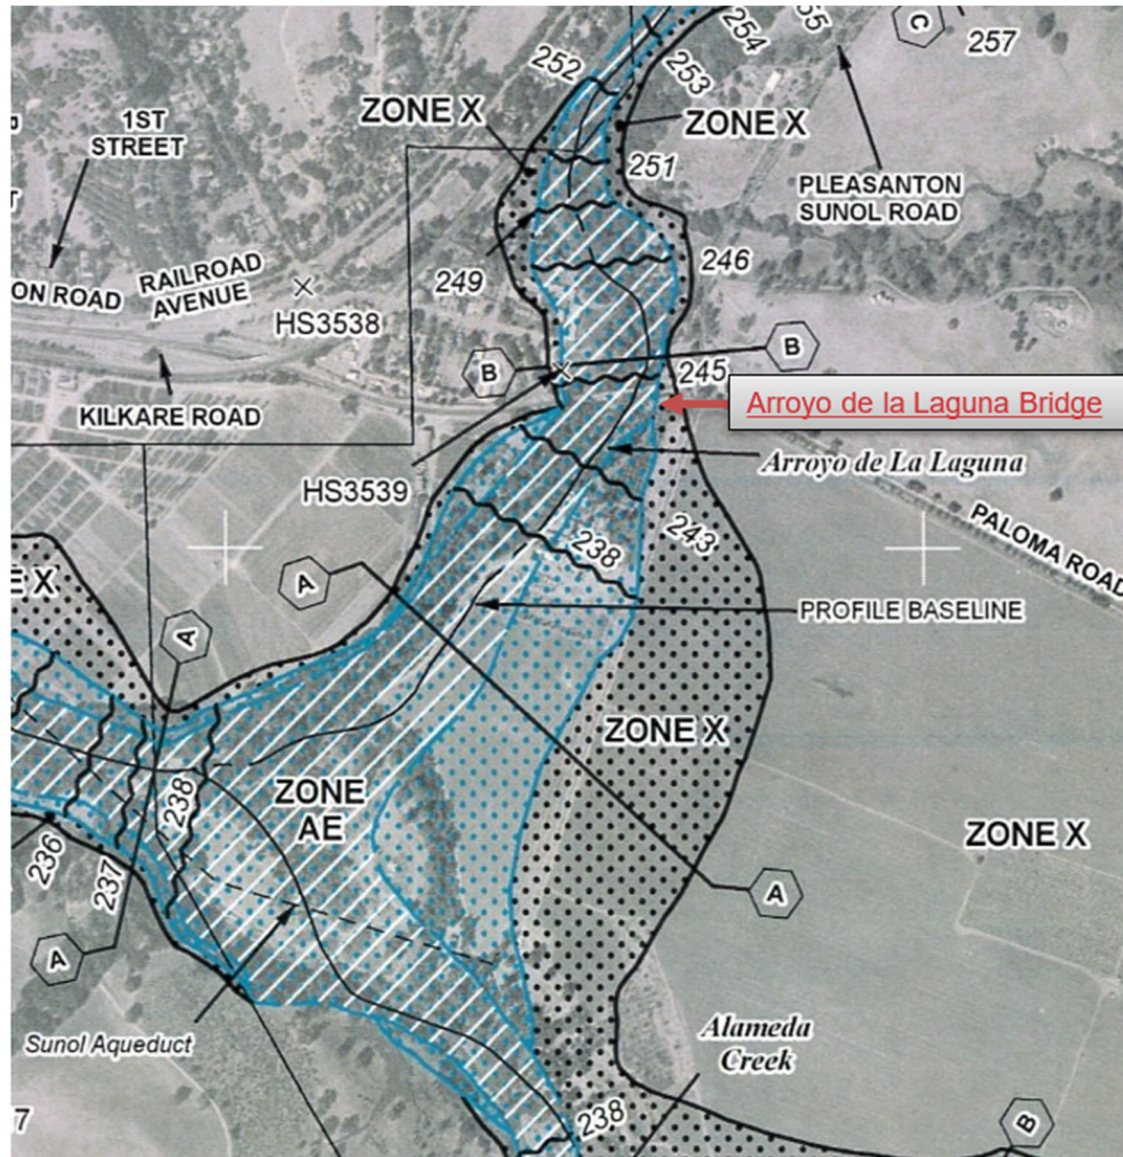 252
254
253
C
257
ZONE X
ZONE X
1ST
STREET
251
PLEASANTON
SUNOL ROAD
249
246
ON ROAD
RAILROAD
AVENUE
HS3538
B
B
245
KILKARE ROAD
Arroyo de la Laguna Bridge
Arroyo de La Laguna
HS3539
PALOMA ROAD
243
238
A
E X
A
PROFILE BASELINE
ZONE X
ZONE
AE
238
ZONE X
236
237
A
A
Sunol Aqueduct
Alameda
Creek
238
B
7